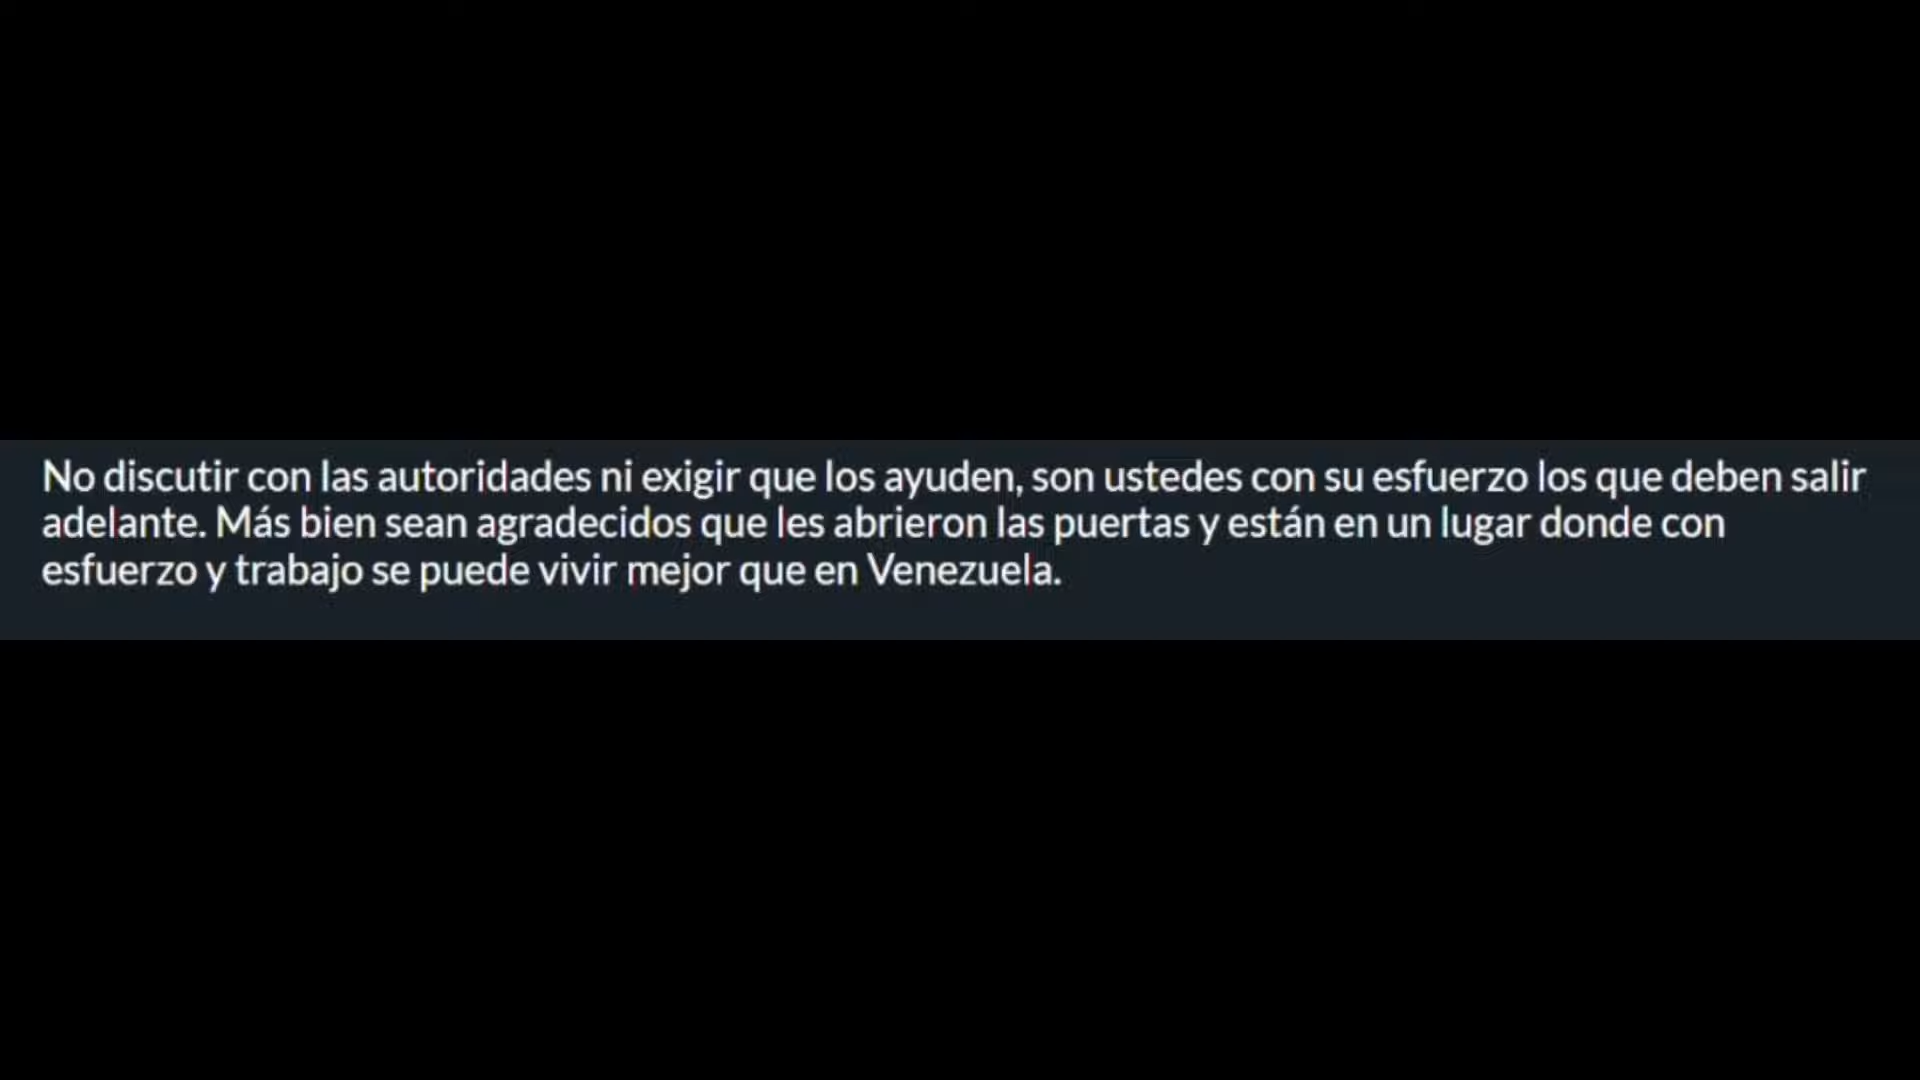 No discutir con las autoridades ni exigir que los ayuden, son ustedes con su esfuerzo los que deben salir
adelante. Más bien sean agradecidos que les abrieron las puertas y están en un lugar donde con
esfuerzo y trabajo se puede vivir mejor que en Venezuela.